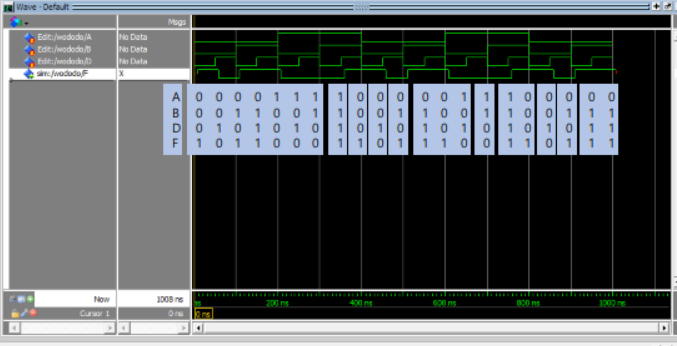 Wave - Default
Msgs
Edit:/wododo/A No Data
Edit:/wododo/B No Data
Edit:/wododo/D No Data
sim:/wododo/F X
A 0 0 0 0 1 1 1 1 0 0 0 0 0 1 1 1 0 0 0 0
B 0 0 1 1 0 0 1 1 0 0 1 1 0 0 1 1 0 0 1 1
D 0 1 0 1 0 1 0 1 0 1 0 1 0 1 0 1 0 1 0 1 1
F 1 0 1 1 0 0 0 1 1 0 1 1 1 0 0 1 1 0 1 1 1
Now 1008 ns
Cursor 1 0 ns
ns 200 ns 400 ns 600 ns 800 ns 1000 ns
0 ns